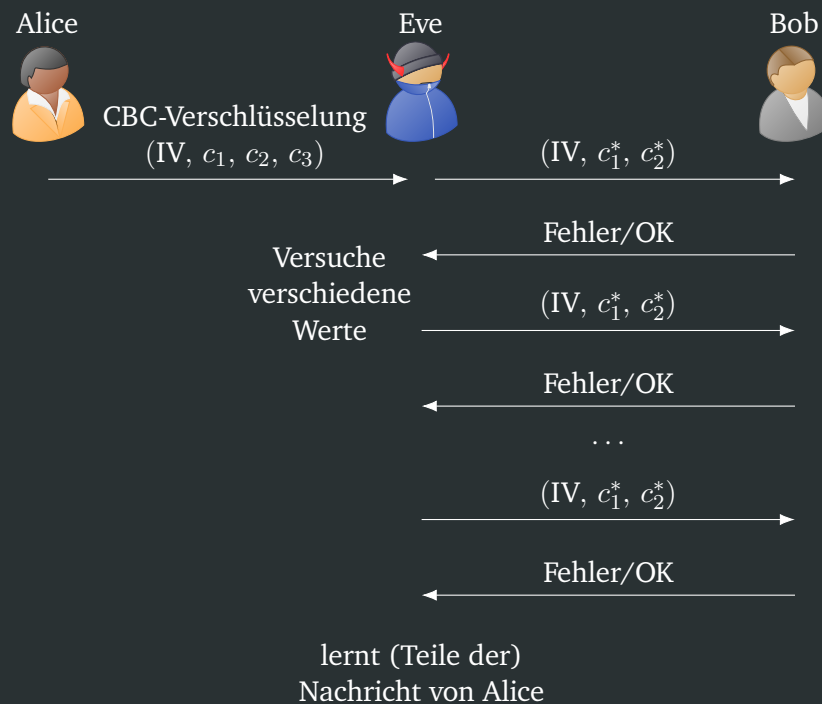 Alice
Eve
Bob
CBC-Verschlüsselung
(IV, c₁, c₂, c₃)
(IV, c₁*, c₂*)
Fehler/OK
Versuche
verschiedene
Werte
(IV, c₁*, c₂*)
Fehler/OK
...
(IV, c₁*, c₂*)
Fehler/OK
lernt (Teile der)
Nachricht von Alice